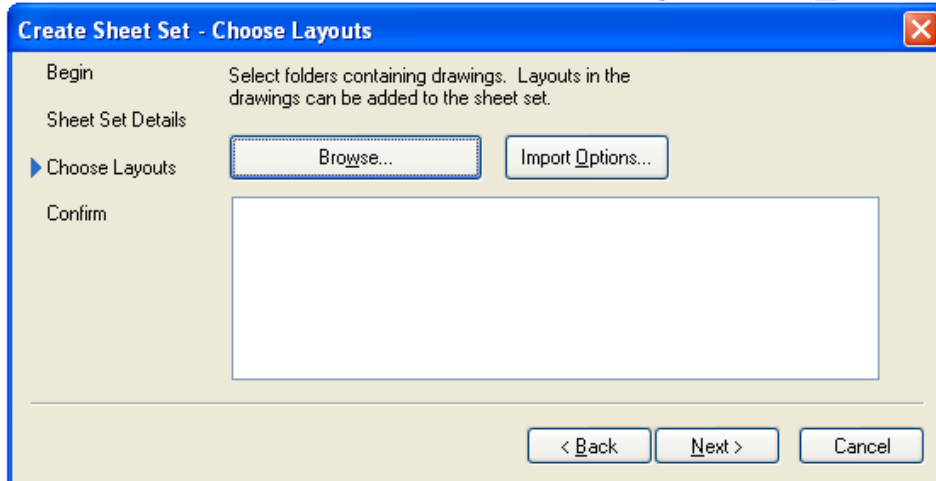 Create Sheet Set - Choose Layouts
Begin
Sheet Set Details
Choose Layouts
Confirm
Select folders containing drawings. Layouts in the
drawings can be added to the sheet set.
Browse...
Import Options...
< Back
Next >
Cancel